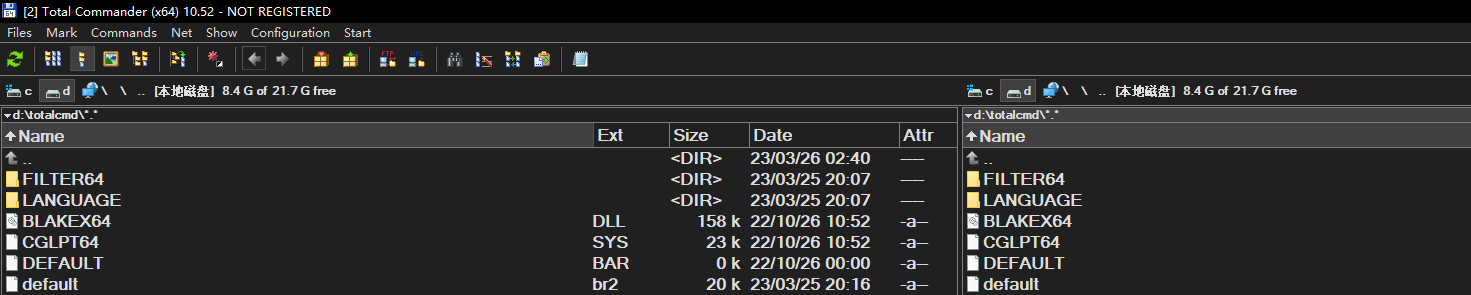 [2] Total Commander (x64) 10.52 - NOT REGISTERED
Files Mark Commands Net Show Configuration Start
FTP URL
c d \ \ .. [本地磁盘] 8.4 G of 21.7 G free c d \ \ .. [本地磁盘] 8.4 G of 21.7 G free
d:\totalcmd\*.* d:\totalcmd\*.*
Name Ext Size Date Attr Name
.. <DIR> 23/03/26 02:40 ---- ..
FILTER64 <DIR> 23/03/25 20:07 ---- FILTER64
LANGUAGE <DIR> 23/03/25 20:07 ---- LANGUAGE
BLAKEX64 DLL 158 k 22/10/26 10:52 -a-- BLAKEX64
CGLPT64 SYS 23 k 22/10/26 10:52 -a-- CGLPT64
DEFAULT BAR 0 k 22/10/26 00:00 -a-- DEFAULT
default br2 20 k 23/03/25 20:16 -a-- default